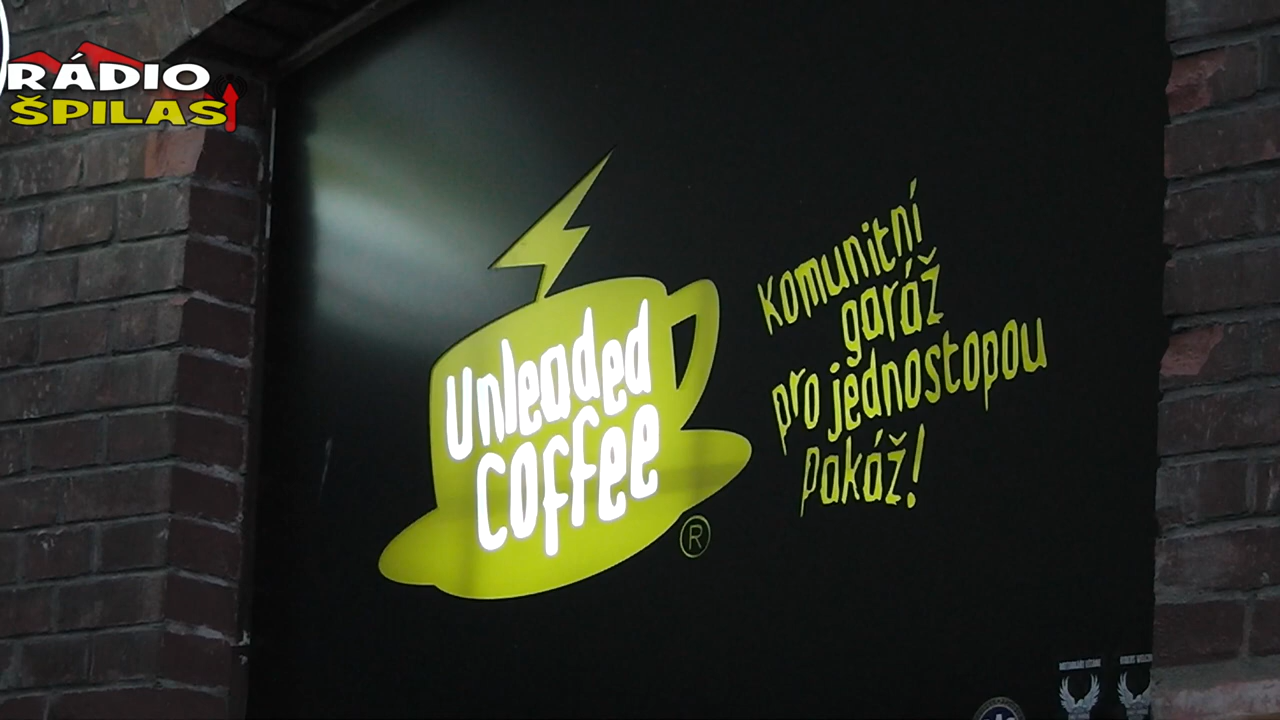 RÁDIO
ŠPILAS
Unleaded
coffee
®
Komunitní
garáž
pro jednostopou
pakáž!